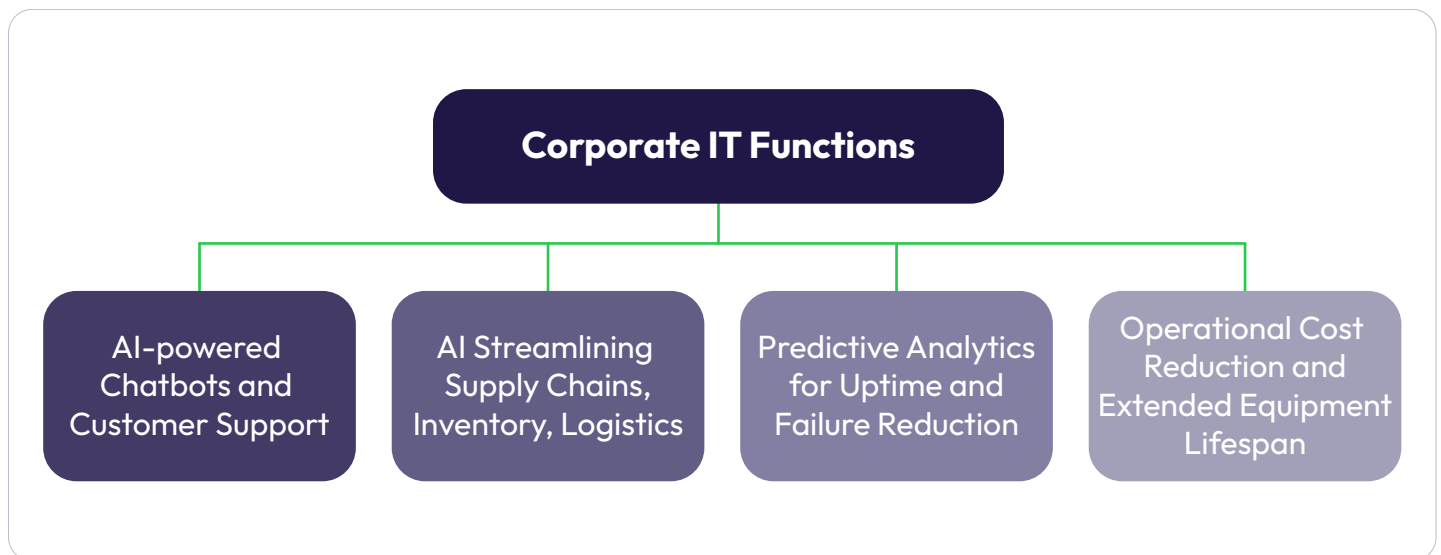 Corporate IT Functions
AI-powered
Chatbots and
Customer Support
AI Streamlining
Supply Chains,
Inventory, Logistics
Predictive Analytics
for Uptime and
Failure Reduction
Operational Cost
Reduction and
Extended Equipment
Lifespan